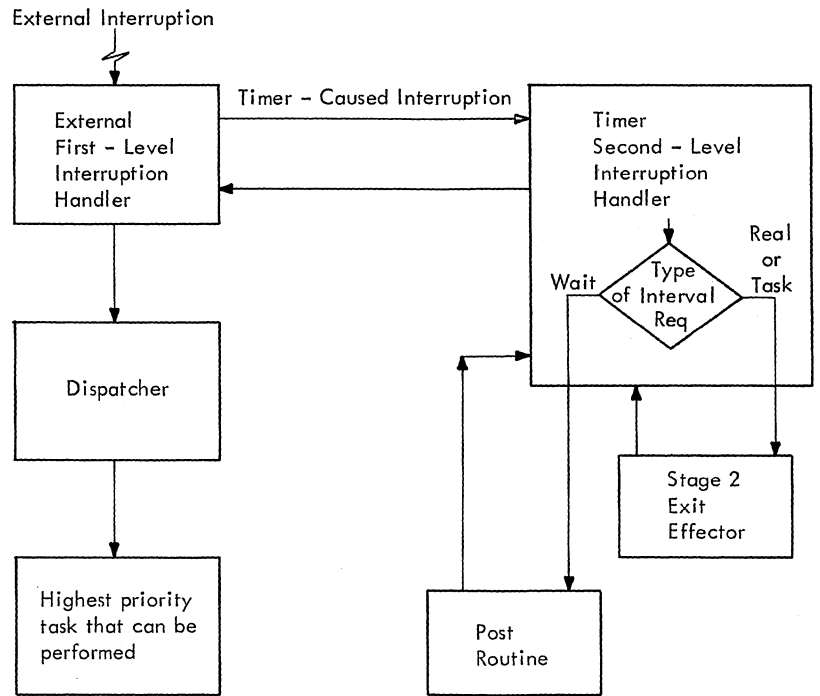 External Interruption
Timer - Caused Interruption
External
First - Level
Interruption
Handler
Timer
Second - Level
Interruption
Handler
Real
or
Task
Wait
Type
of Interval
Req
Dispatcher
Stage 2
Exit
Effector
Highest priority
task that can be
performed
Post
Routine